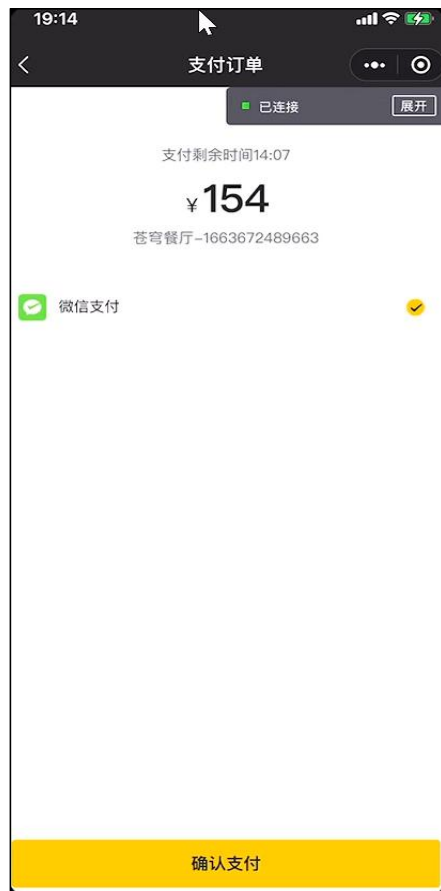 19:14
支付订单
已连接
展开
支付剩余时间14:07
¥154
苍穹餐厅-1663672489663
微信支付
确认支付